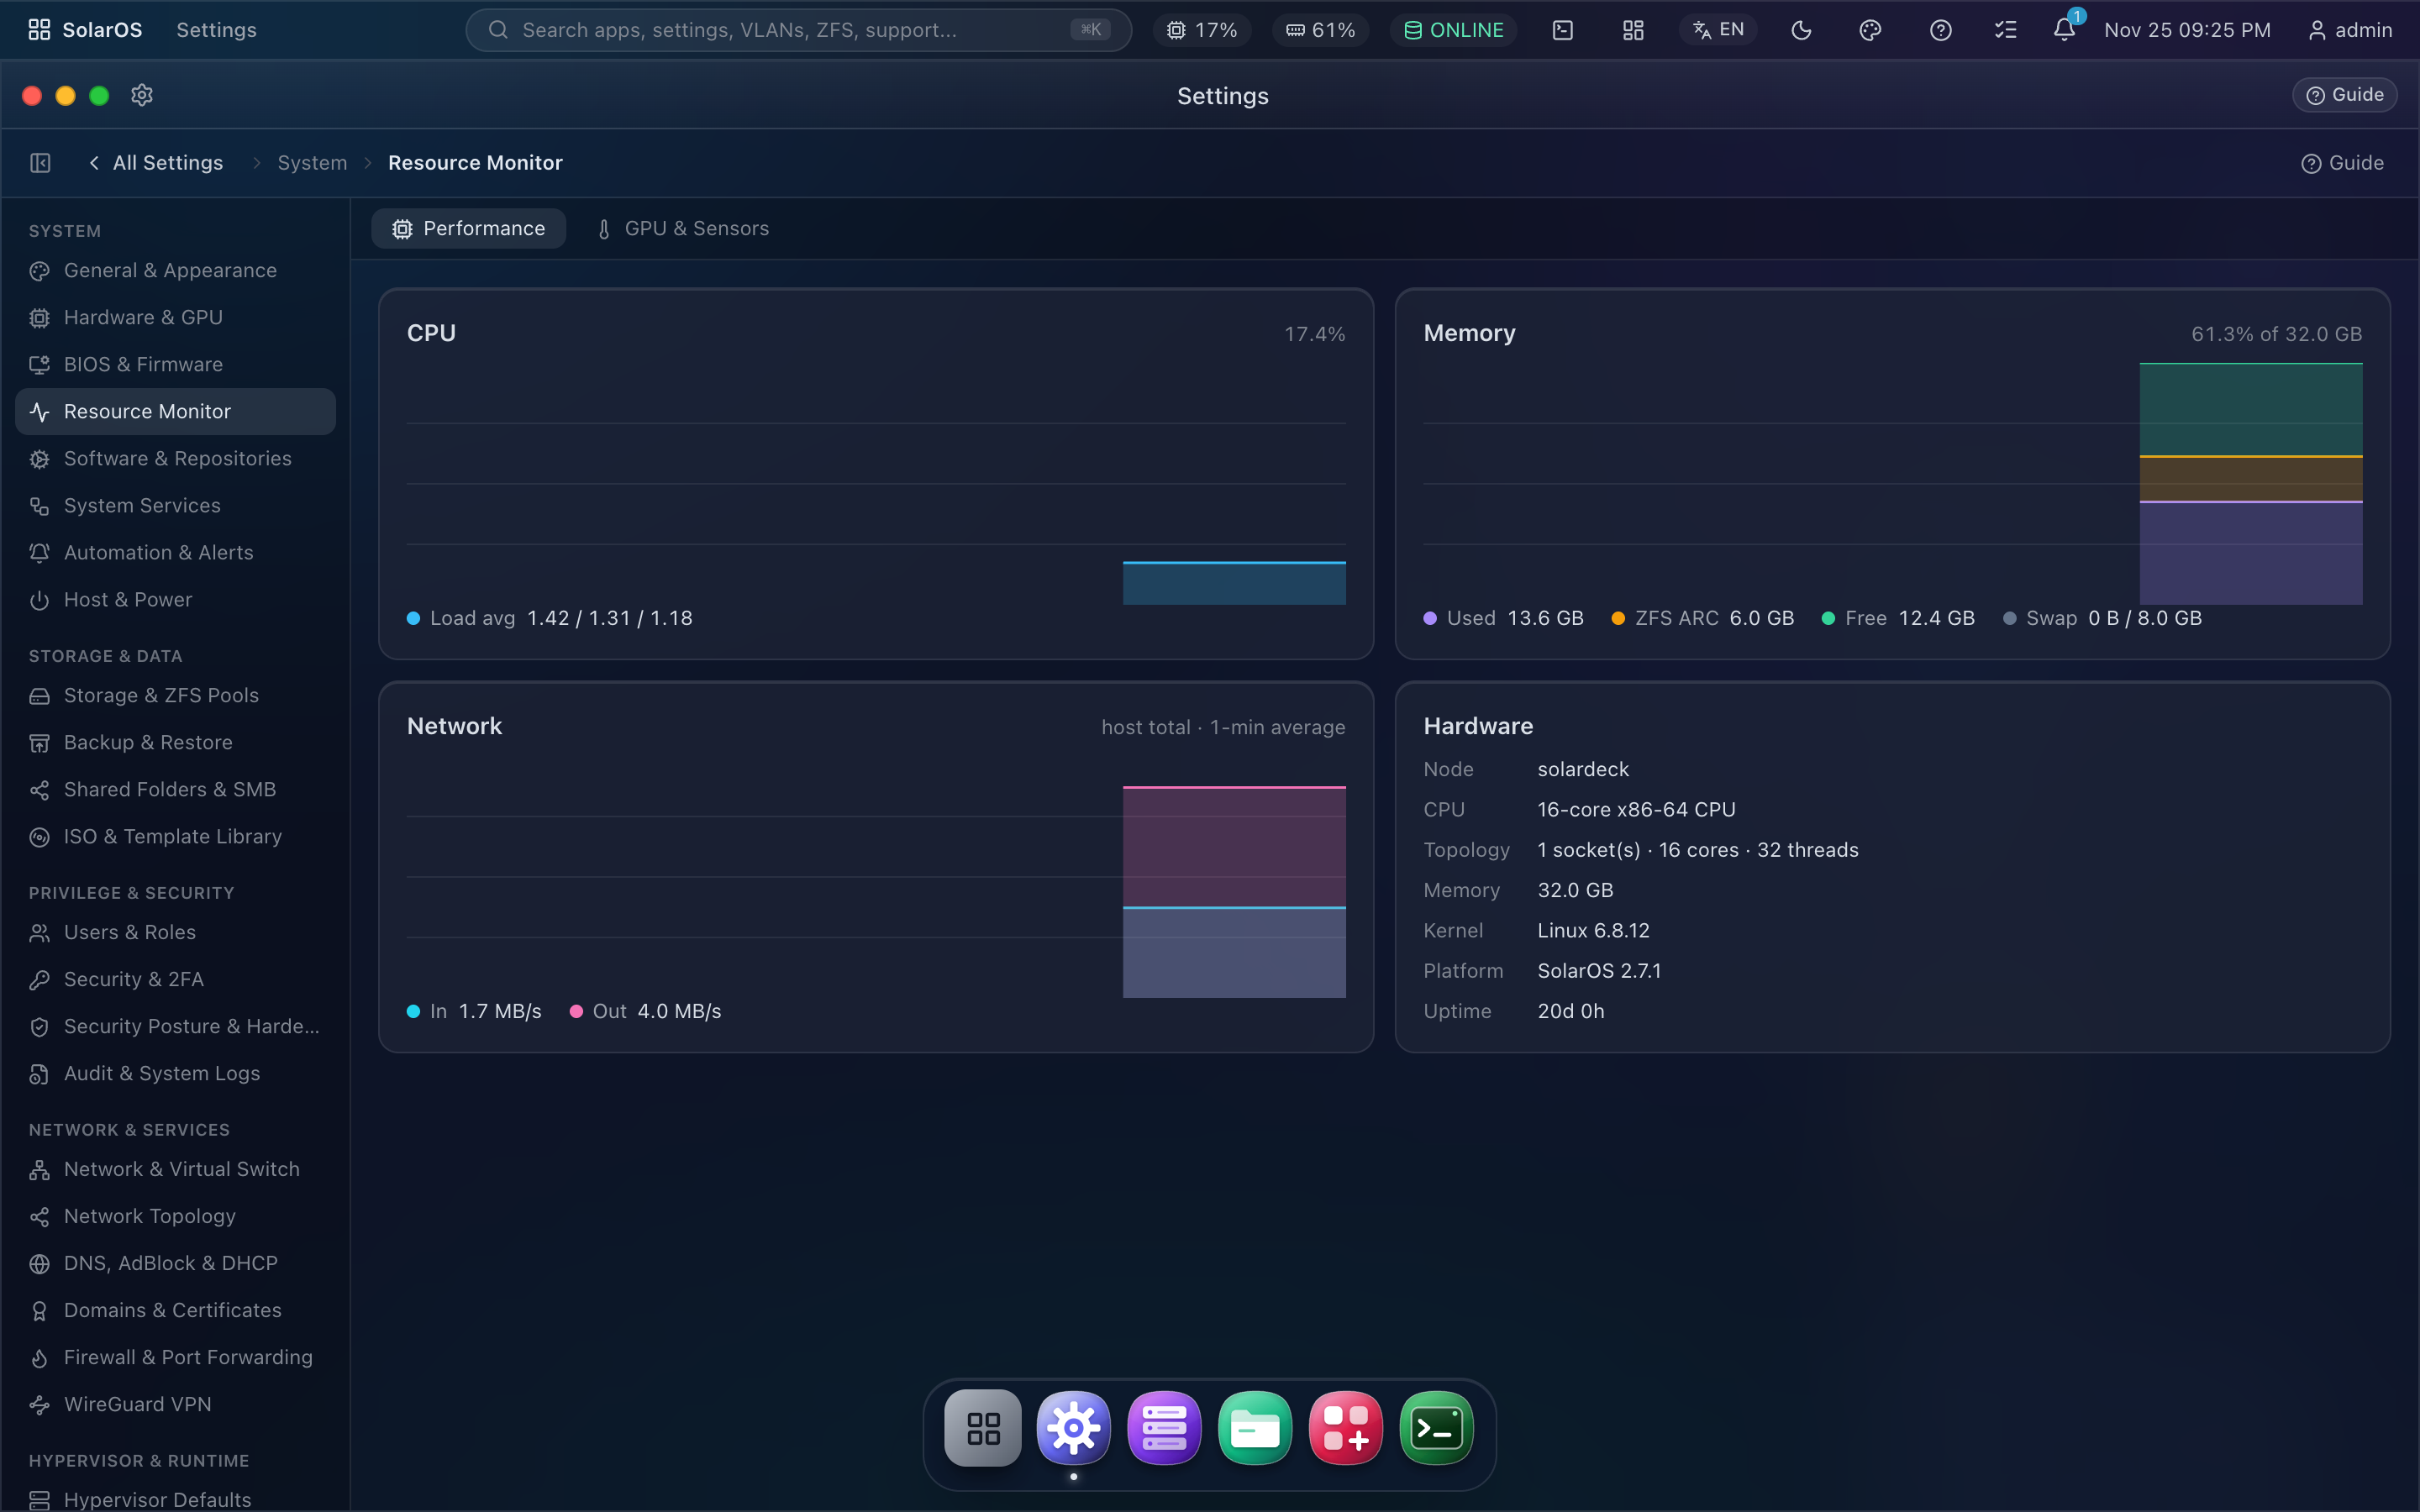 SolarOS Settings Search apps, settings, VLANs, ZFS, support... ⌘K 17% 61% ONLINE EN 1 Nov 25 09:25 PM admin
Settings Guide
All Settings System Resource Monitor Guide
SYSTEM
General & Appearance
Hardware & GPU
BIOS & Firmware
Resource Monitor
Software & Repositories
System Services
Automation & Alerts
Host & Power
STORAGE & DATA
Storage & ZFS Pools
Backup & Restore
Shared Folders & SMB
ISO & Template Library
PRIVILEGE & SECURITY
Users & Roles
Security & 2FA
Security Posture & Harde...
Audit & System Logs
NETWORK & SERVICES
Network & Virtual Switch
Network Topology
DNS, AdBlock & DHCP
Domains & Certificates
Firewall & Port Forwarding
WireGuard VPN
HYPERVISOR & RUNTIME
Hypervisor Defaults
Performance GPU & Sensors
CPU 17.4%
Load avg 1.42 / 1.31 / 1.18
Memory 61.3% of 32.0 GB
Used 13.6 GB ZFS ARC 6.0 GB Free 12.4 GB Swap 0 B / 8.0 GB
Network host total · 1-min average
In 1.7 MB/s Out 4.0 MB/s
Hardware
Node solardeck
CPU 16-core x86-64 CPU
Topology 1 socket(s) · 16 cores · 32 threads
Memory 32.0 GB
Kernel Linux 6.8.12
Platform SolarOS 2.7.1
Uptime 20d 0h